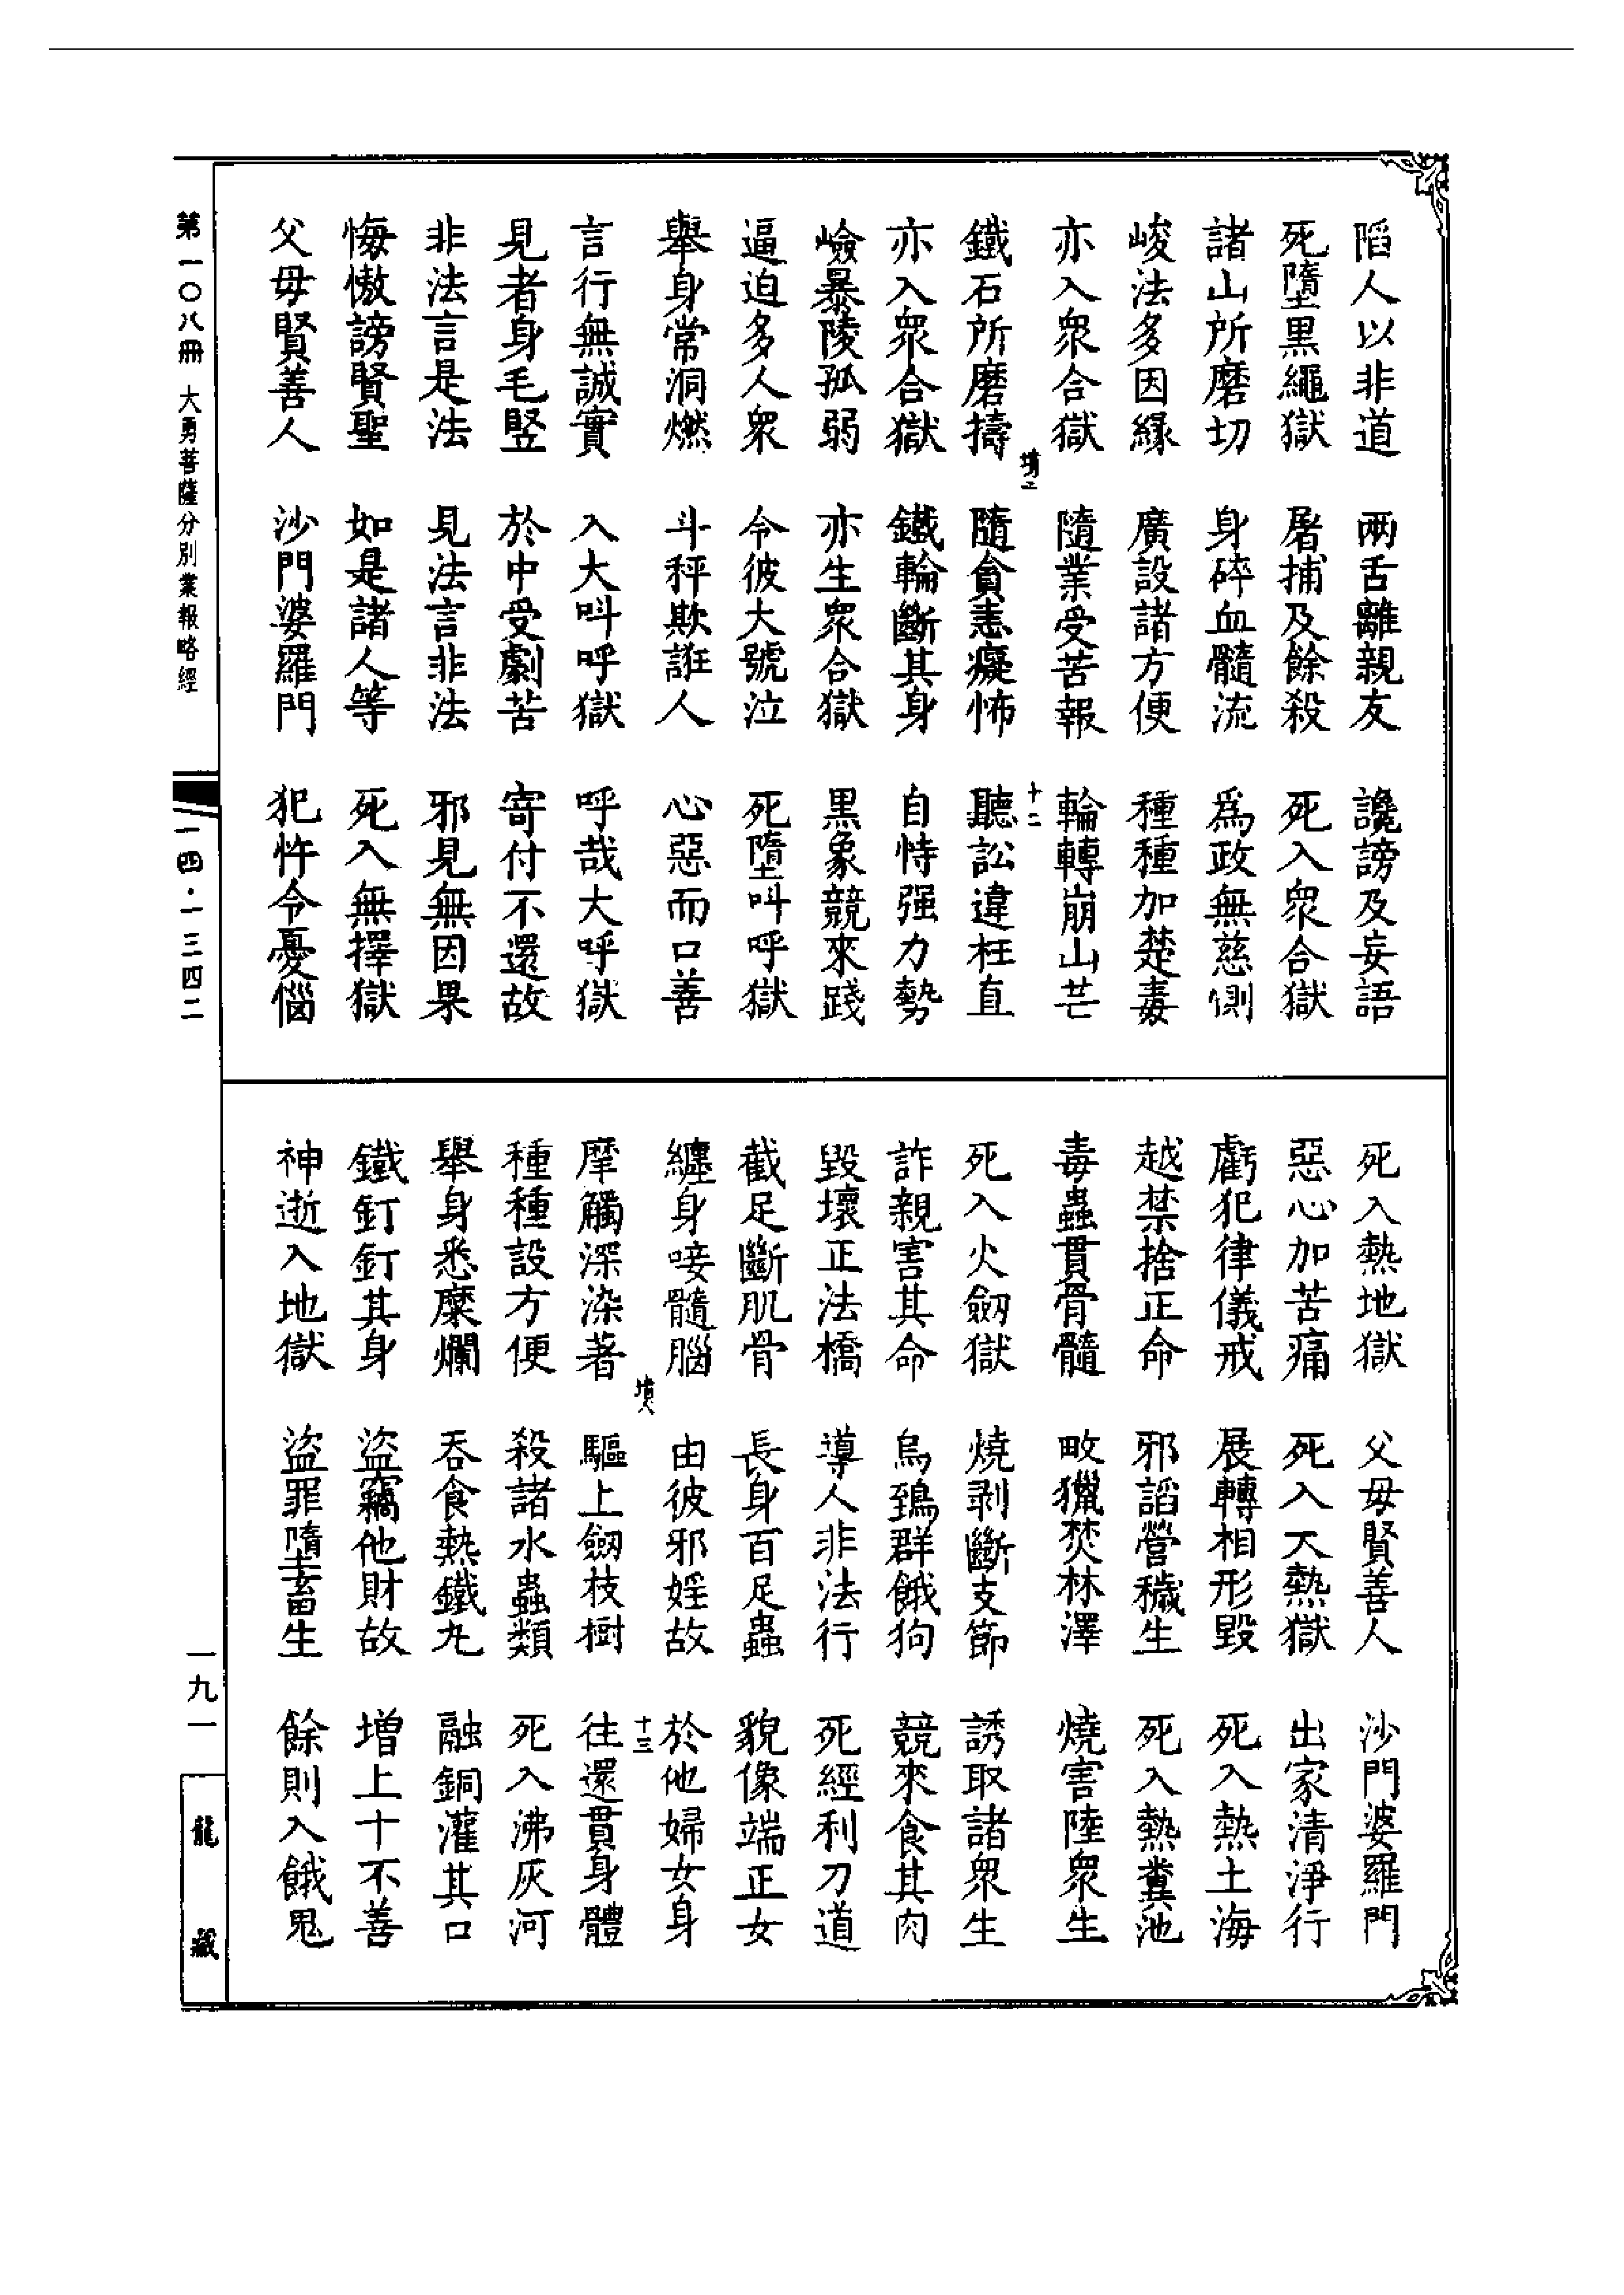 陷人以非道　兩舌離親友　讒謗及妄語
死墮黑繩獄　屠捕及餘殺　死入眾合獄
諸山所磨切　身碎血髓流　為政無慈惻
峻法多因緣　廣設諸方便　種種加楚毒
亦入眾合獄　隨業受苦報　輪轉崩山芒
鐵石所磨擣　隨貪恚癡怖　聽訟違枉直
亦入眾合獄　鐵輪斷其身　自恃强力勢
嶮暴陵孤弱　亦生眾合獄　黑象競來踐
逼迫多人眾　令彼大號泣　死墮叫呼獄
舉身常洞燃　斗秤欺誑人　心惡而口善
言行無誠實　入大叫呼獄　呼哉大呼獄
見者身毛竪　於中受劇苦　寄付不還故
非法言是法　見法言非法　邪見無因果
悔慠謗賢聖　如是諸人等　死入無擇獄
父母賢善人　沙門婆羅門　犯忤令憂惱
死入熱地獄　父母賢善人　沙門婆羅門
惡心加苦痛　死入大熱獄　出家清淨行
虧犯律儀戒　展轉相形毀　死入熱土海
越禁捨正命　邪諂營穢生　死入熱糞池
毒蟲貫骨髓　畋獵焚林澤　燒害陸眾生
死入火劒獄　燒剥斷支節　誘取諸眾生
詐親害其命　烏鵄群餓狗　競來食其肉
毀壞正法橋　導人非法行　死經利刀道
截足斷肌骨　長身百足蟲　貌像端正女
纏身唼髓腦　由彼邪婬故　於他婦女身
摩觸深染著　驅上劒枝樹　往還貫身體
種種設方便　殺諸水蟲類　死入沸灰河
舉身悉糜爛　吞食熱鐵丸　融銅灌其口
鐵釘釘其身　盜竊他財故　增上十不善
神逝入地獄　盜罪墮畜生　餘則入餓鬼
十二
十三
第一〇八冊　大勇菩薩分別業報略經
一四·一三四二
一九一
龍藏